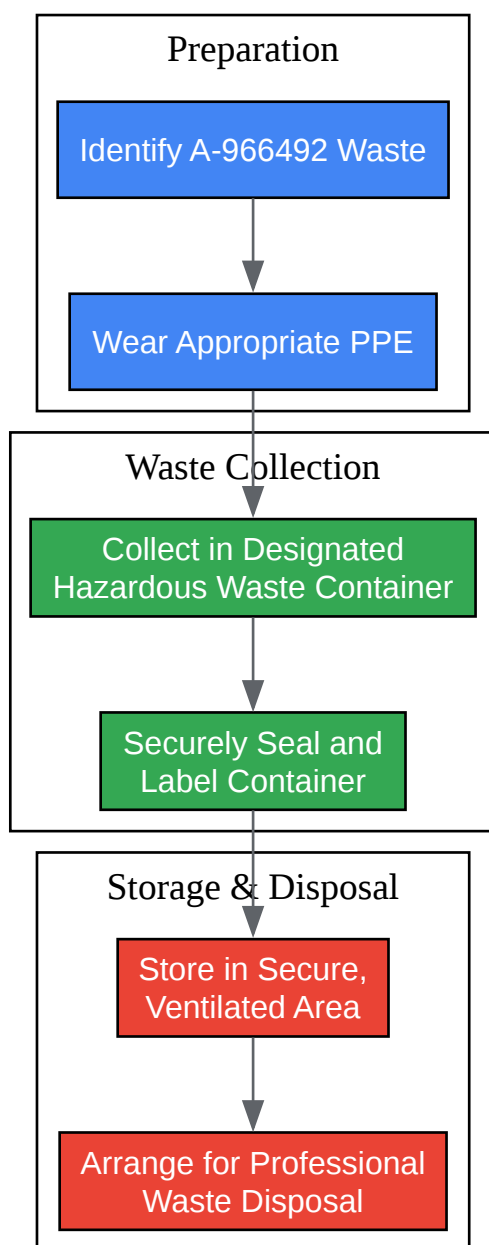 Preparation
Identify A-966492 Waste
Wear Appropriate PPE
Waste Collection
Collect in Designated
Hazardous Waste Container
Securely Seal and
Label Container
Storage & Disposal
Store in Secure,
Ventilated Area
Arrange for Professional
Waste Disposal